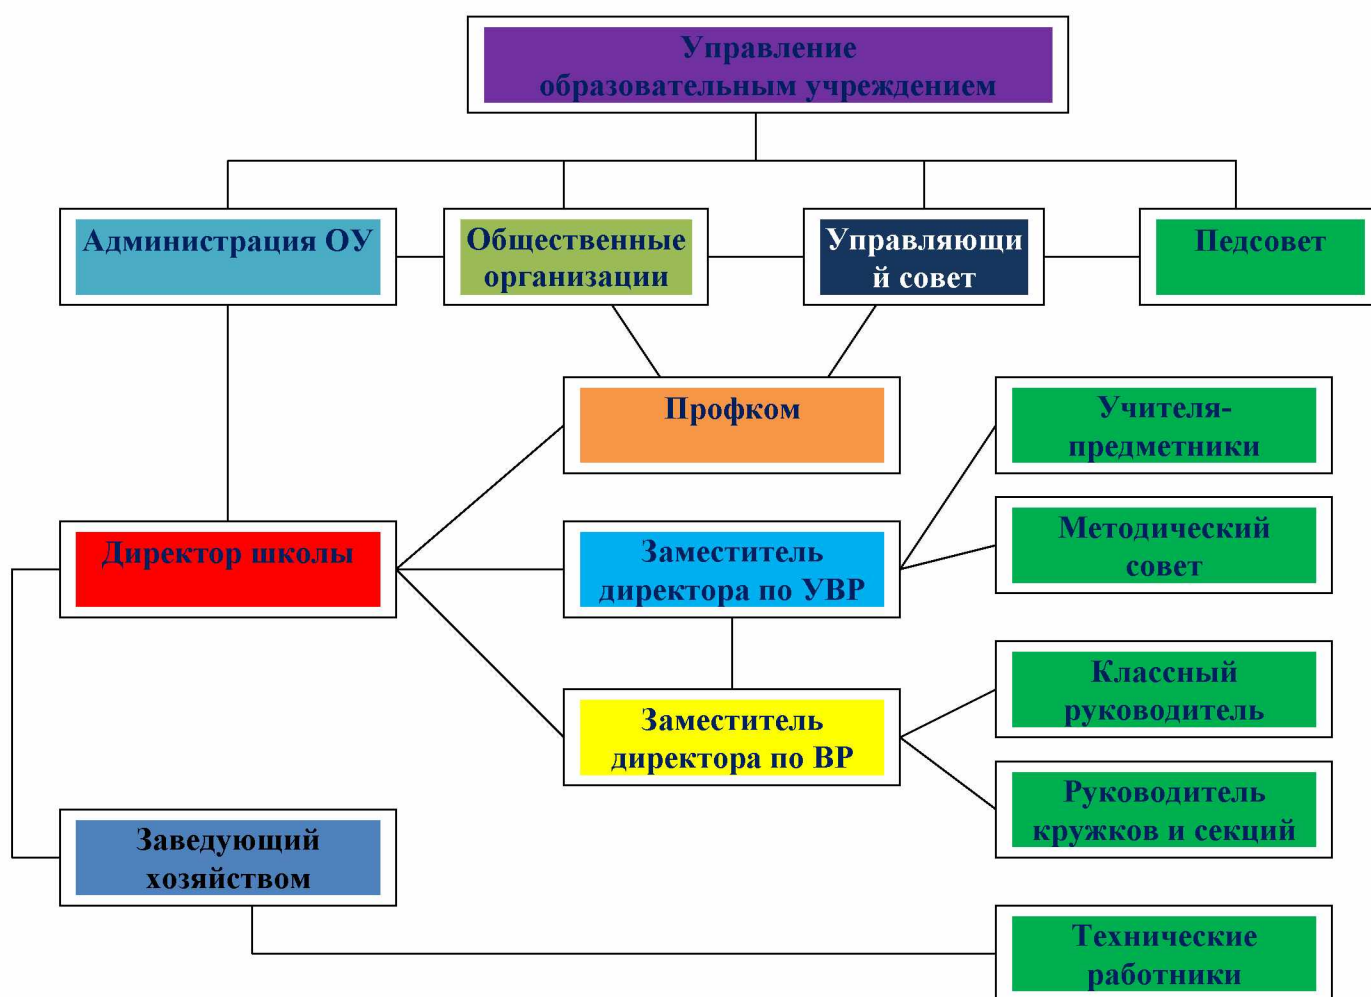 Управление
образовательным учреждением
Администрация ОУ
Общественные
организации
Управляющи
й совет
Педсовет
Профком
Учителя-
предметники
Директор школы
Заместитель
директора по УВР
Методический
совет
Заместитель
директора по ВР
Классный
руководитель
Руководитель
кружков и секций
Заведующий
хозяйством
Технические
работники